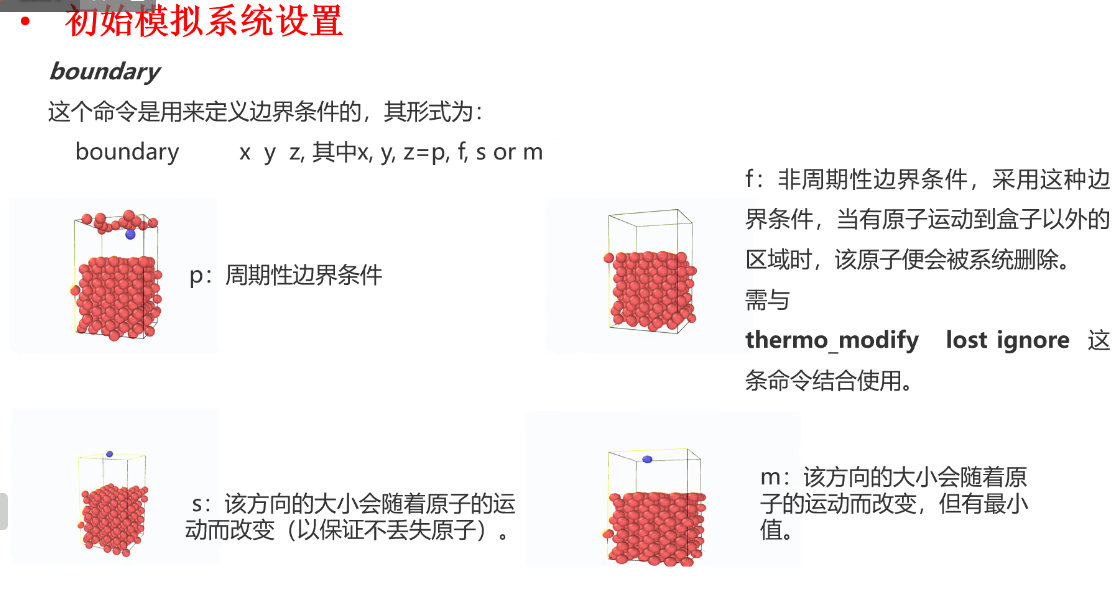 • 初始模拟系统设置
boundary
这个命令是用来定义边界条件的，其形式为：
boundary x y z, 其中x, y, z=p, f, s or m
p：周期性边界条件
f：非周期性边界条件，采用这种边
界条件，当有原子运动到盒子以外的
区域时，该原子便会被系统删除。
需与
thermo_modify lost ignore 这
条命令结合使用。
s：该方向的大小会随着原子的运
动而改变（以保证不丢失原子）。
m：该方向的大小会随着原
子的运动而改变，但有最小
值。